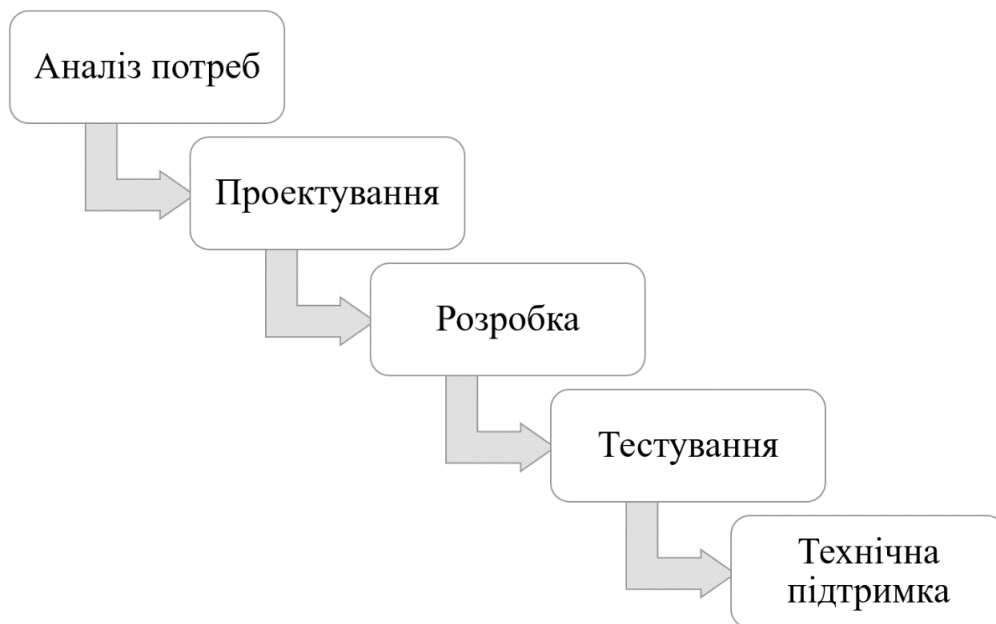 Аналіз потреб
Проектування
Розробка
Тестування
Технічна
підтримка